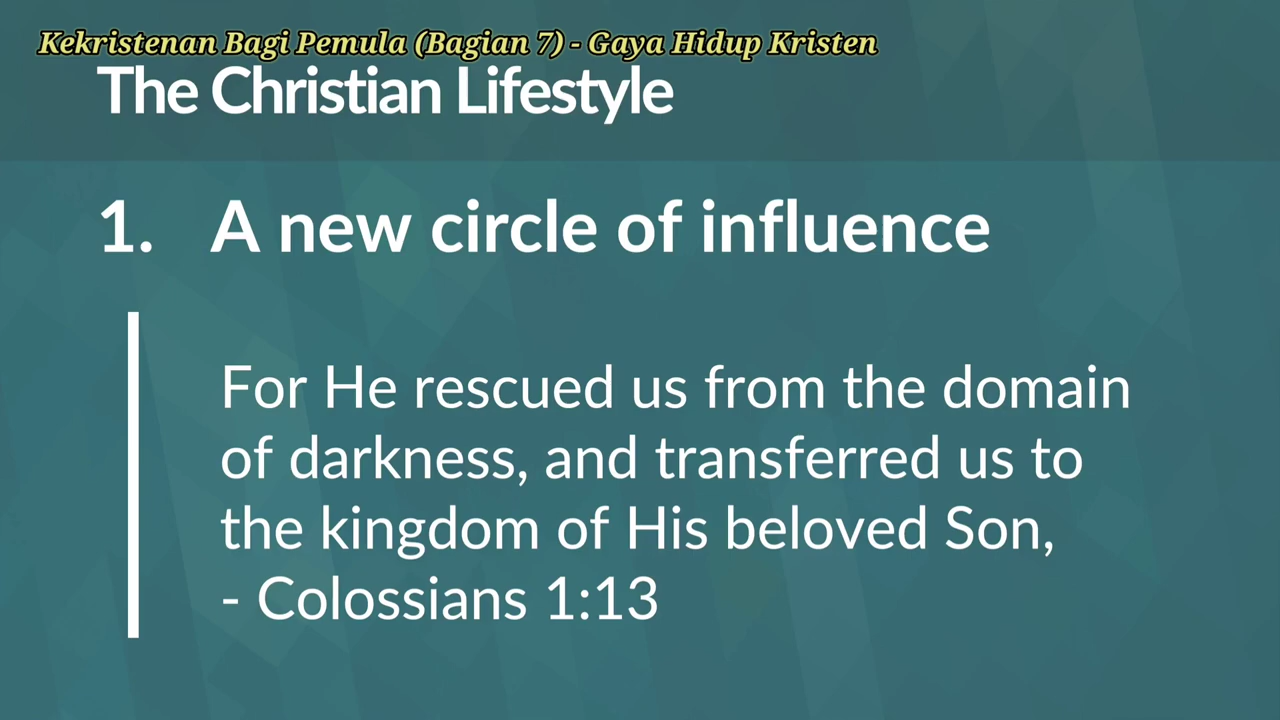 Kekristenan Bagi Pemula (Bagian 7) - Gaya Hidup Kristen
The Christian Lifestyle
1. A new circle of influence
For He rescued us from the domain
of darkness, and transferred us to
the kingdom of His beloved Son,
- Colossians 1:13